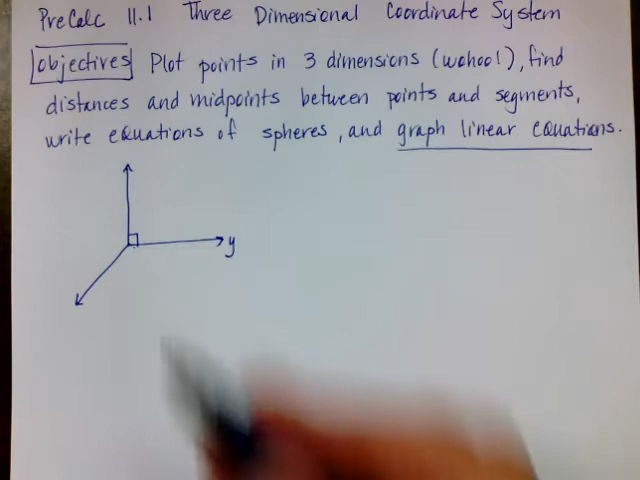 PreCalc 11.1 Three Dimensional Coordinate System
objectives Plot points in 3 dimensions (wohoo!), find
distances and midpoints between points and segments,
write equations of spheres, and graph linear equations.
y